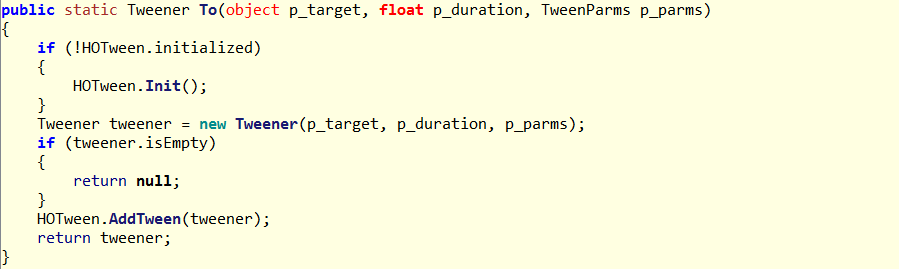 public static Tweener To(object p_target, float p_duration, TweenParms p_parms)
{
    if (!HOTween.initialized)
    {
        HOTween.Init();
    }
    Tweener tweener = new Tweener(p_target, p_duration, p_parms);
    if (tweener.isEmpty)
    {
        return null;
    }
    HOTween.AddTween(tweener);
    return tweener;
}